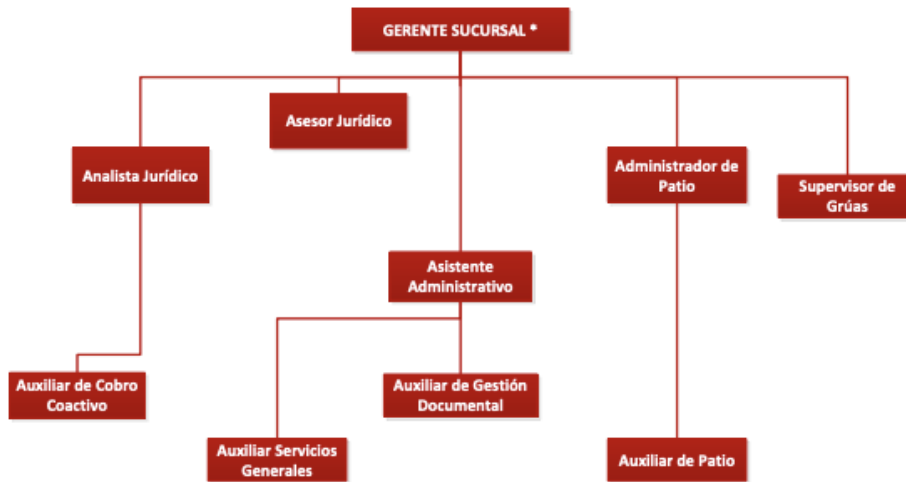 GERENTE SUCURSAL *
Asesor Jurídico
Analista Jurídico
Administrador de
Patio
Supervisor de
Grúas
Asistente
Administrativo
Auxiliar de Cobro
Coactivo
Auxiliar de Gestión
Documental
Auxiliar Servicios
Generales
Auxiliar de Patio